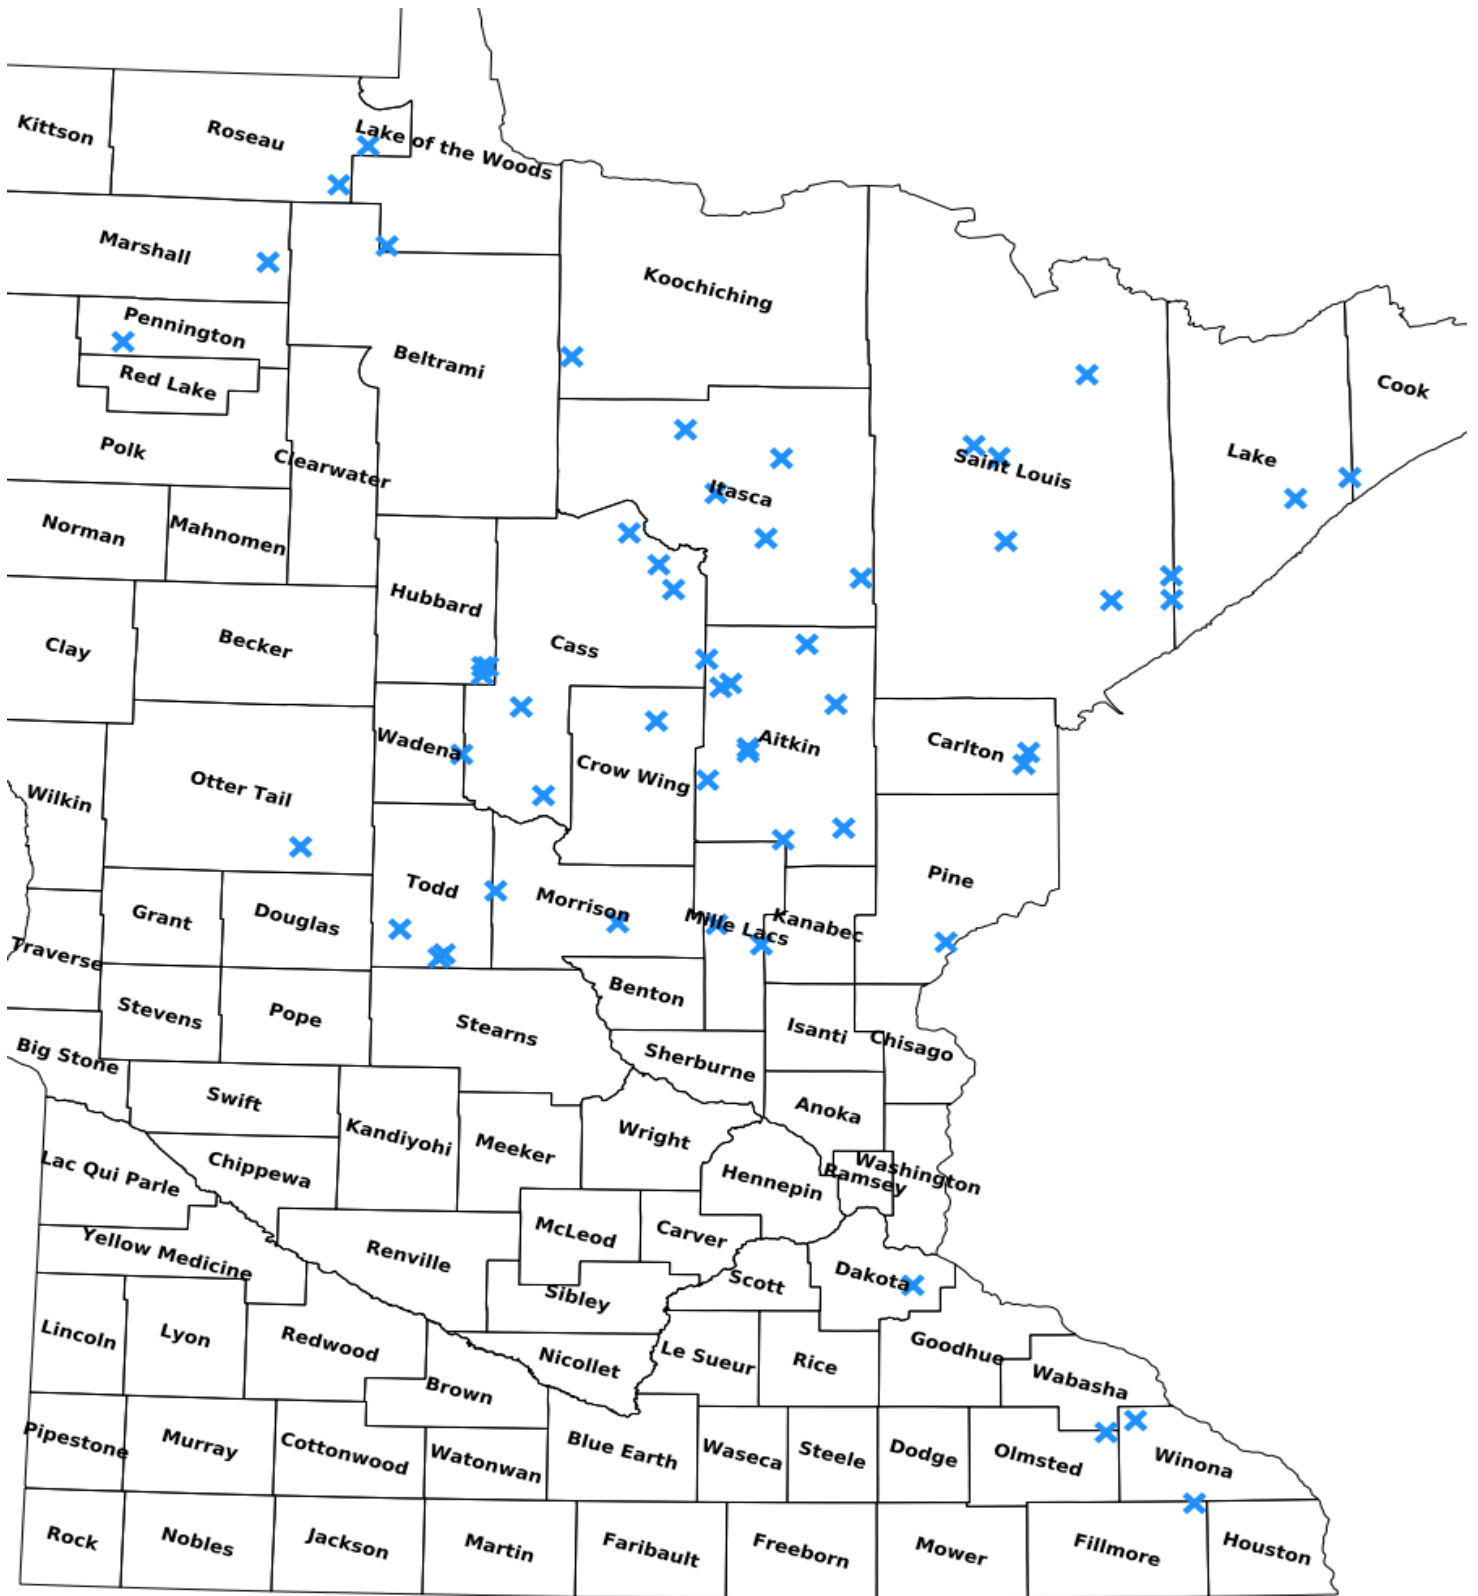 Kittson
Roseau
Lake of the Woods
Marshall
Koochiching
Pennington
Beltrami
Red Lake
Cook
Polk
Clearwater
Lake
Saint Louis
Itasca
Norman
Mahnomen
Hubbard
Clay
Becker
Cass
Wadena
Aitkin
Carlton
Otter Tail
Crow Wing
Wilkin
Todd
Morrison
Pine
Grant
Douglas
Mille Lacs
Kanabec
Traverse
Benton
Stevens
Pope
Stearns
Isanti
Chisago
Big Stone
Sherburne
Swift
Anoka
Kandiyohi
Meeker
Wright
Lac Qui Parle
Chippewa
Hennepin
Ramsey
Washington
Yellow Medicine
Renville
McLeod
Carver
Dakota
Scott
Sibley
Lincoln
Lyon
Redwood
Nicollet
Le Sueur
Rice
Goodhue
Wabasha
Brown
Pipestone
Murray
Cottonwood
Watonwan
Blue Earth
Waseca
Steele
Dodge
Olmsted
Winona
Rock
Nobles
Jackson
Martin
Faribault
Freeborn
Mower
Fillmore
Houston